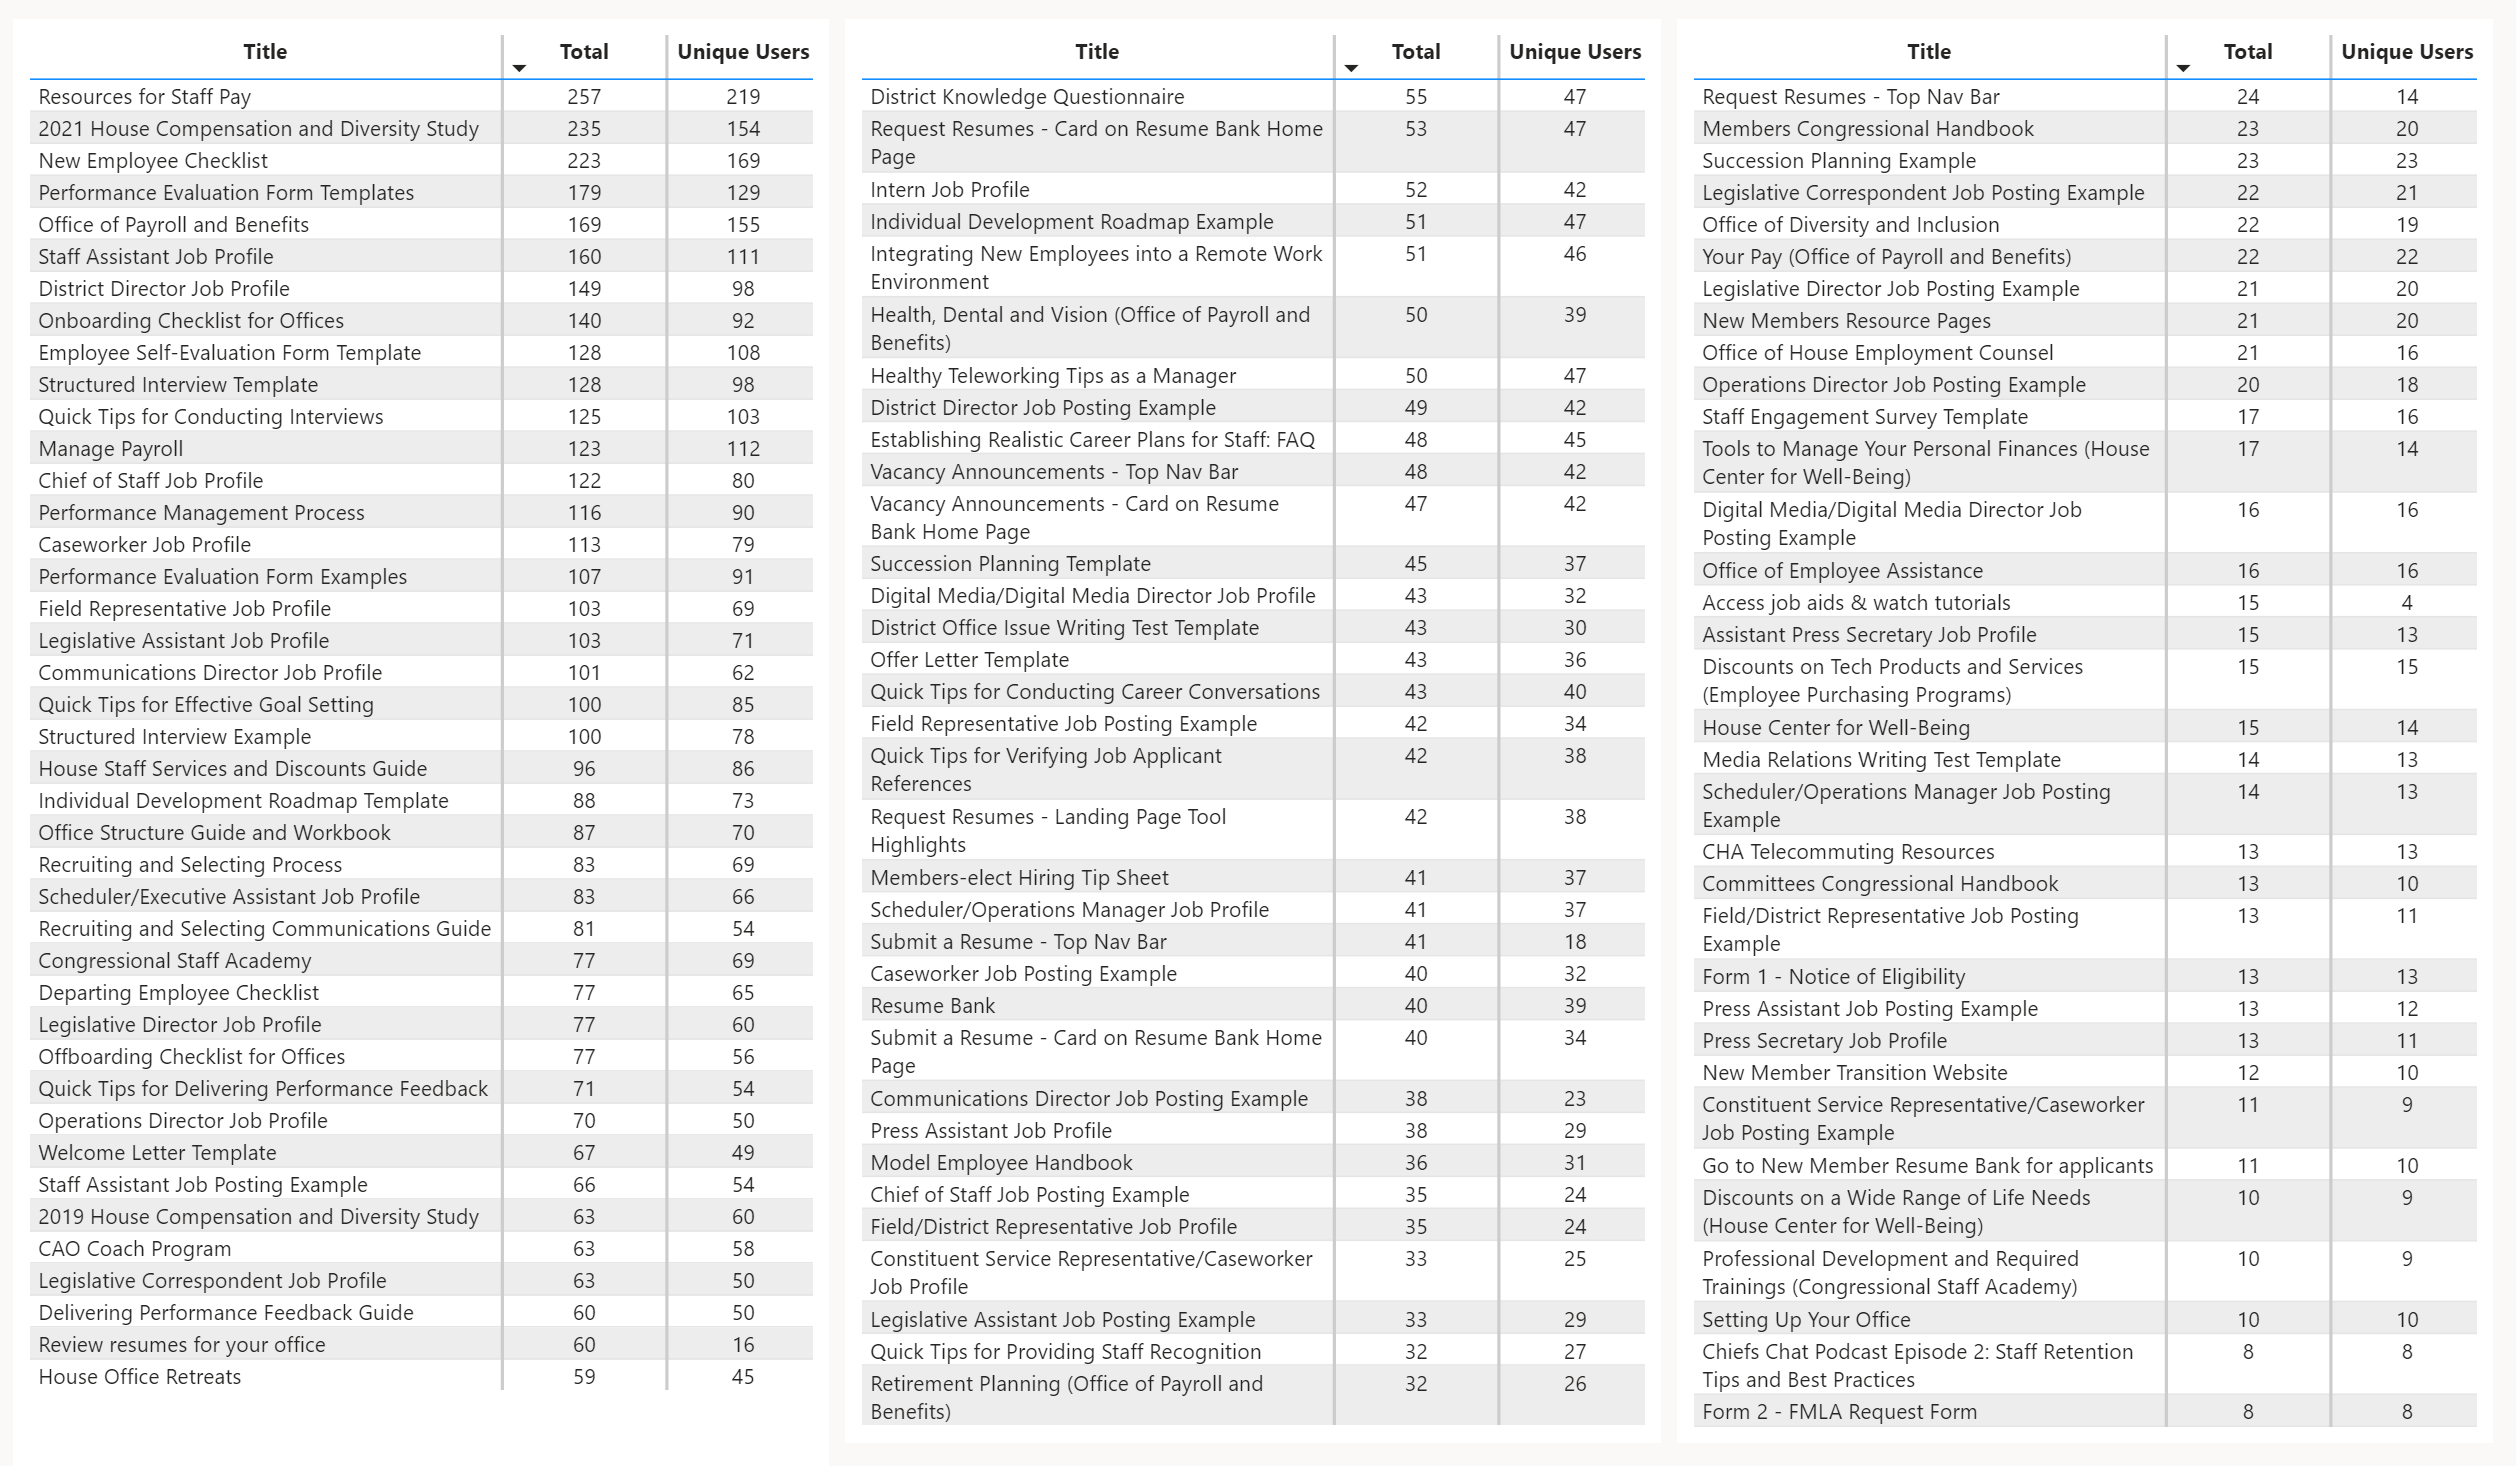 Title Total Unique Users
Resources for Staff Pay 257 219
2021 House Compensation and Diversity Study 235 154
New Employee Checklist 223 169
Performance Evaluation Form Templates 179 129
Office of Payroll and Benefits 169 155
Staff Assistant Job Profile 160 111
District Director Job Profile 149 98
Onboarding Checklist for Offices 140 92
Employee Self-Evaluation Form Template 128 108
Structured Interview Template 128 98
Quick Tips for Conducting Interviews 125 103
Manage Payroll 123 112
Chief of Staff Job Profile 122 80
Performance Management Process 116 90
Caseworker Job Profile 113 79
Performance Evaluation Form Examples 107 91
Field Representative Job Profile 103 69
Legislative Assistant Job Profile 103 71
Communications Director Job Profile 101 62
Quick Tips for Effective Goal Setting 100 85
Structured Interview Example 100 78
House Staff Services and Discounts Guide 96 86
Individual Development Roadmap Template 88 73
Office Structure Guide and Workbook 87 70
Recruiting and Selecting Process 83 69
Scheduler/Executive Assistant Job Profile 83 66
Recruiting and Selecting Communications Guide 81 54
Congressional Staff Academy 77 69
Departing Employee Checklist 77 65
Legislative Director Job Profile 77 60
Offboarding Checklist for Offices 77 56
Quick Tips for Delivering Performance Feedback 71 54
Operations Director Job Profile 70 50
Welcome Letter Template 67 49
Staff Assistant Job Posting Example 66 54
2019 House Compensation and Diversity Study 63 60
CAO Coach Program 63 58
Legislative Correspondent Job Profile 63 50
Delivering Performance Feedback Guide 60 50
Review resumes for your office 60 16
House Office Retreats 59 45
Title Total Unique Users
District Knowledge Questionnaire 55 47
Request Resumes - Card on Resume Bank Home 53 47
Page
Intern Job Profile 52 42
Individual Development Roadmap Example 51 47
Integrating New Employees into a Remote Work 51 46
Environment
Health, Dental and Vision (Office of Payroll and 50 39
Benefits)
Healthy Teleworking Tips as a Manager 50 47
District Director Job Posting Example 49 42
Establishing Realistic Career Plans for Staff: FAQ 48 45
Vacancy Announcements - Top Nav Bar 48 42
Vacancy Announcements - Card on Resume 47 42
Bank Home Page
Succession Planning Template 45 37
Digital Media/Digital Media Director Job Profile 43 32
District Office Issue Writing Test Template 43 30
Offer Letter Template 43 36
Quick Tips for Conducting Career Conversations 43 40
Field Representative Job Posting Example 42 34
Quick Tips for Verifying Job Applicant 42 38
References
Request Resumes - Landing Page Tool 42 38
Highlights
Members-elect Hiring Tip Sheet 41 37
Scheduler/Operations Manager Job Profile 41 37
Submit a Resume - Top Nav Bar 41 18
Caseworker Job Posting Example 40 32
Resume Bank 40 39
Submit a Resume - Card on Resume Bank Home 40 34
Page
Communications Director Job Posting Example 38 23
Press Assistant Job Profile 38 29
Model Employee Handbook 36 31
Chief of Staff Job Posting Example 35 24
Field/District Representative Job Profile 35 24
Constituent Service Representative/Caseworker 33 25
Job Profile
Legislative Assistant Job Posting Example 33 29
Quick Tips for Providing Staff Recognition 32 27
Retirement Planning (Office of Payroll and 32 26
Benefits)
Title Total Unique Users
Request Resumes - Top Nav Bar 24 14
Members Congressional Handbook 23 20
Succession Planning Example 23 23
Legislative Correspondent Job Posting Example 22 21
Office of Diversity and Inclusion 22 19
Your Pay (Office of Payroll and Benefits) 22 22
Legislative Director Job Posting Example 21 20
New Members Resource Pages 21 20
Office of House Employment Counsel 21 16
Operations Director Job Posting Example 20 18
Staff Engagement Survey Template 17 16
Tools to Manage Your Personal Finances (House 17 14
Center for Well-Being)
Digital Media/Digital Media Director Job 16 16
Posting Example
Office of Employee Assistance 16 16
Access job aids & watch tutorials 15 4
Assistant Press Secretary Job Profile 15 13
Discounts on Tech Products and Services 15 15
(Employee Purchasing Programs)
House Center for Well-Being 15 14
Media Relations Writing Test Template 14 13
Scheduler/Operations Manager Job Posting 14 13
Example
CHA Telecommuting Resources 13 13
Committees Congressional Handbook 13 10
Field/District Representative Job Posting 13 11
Example
Form 1 - Notice of Eligibility 13 13
Press Assistant Job Posting Example 13 12
Press Secretary Job Profile 13 11
New Member Transition Website 12 10
Constituent Service Representative/Caseworker 11 9
Job Posting Example
Go to New Member Resume Bank for applicants 11 10
Discounts on a Wide Range of Life Needs 10 9
(House Center for Well-Being)
Professional Development and Required 10 9
Trainings (Congressional Staff Academy)
Setting Up Your Office 10 10
Chiefs Chat Podcast Episode 2: Staff Retention 8 8
Tips and Best Practices
Form 2 - FMLA Request Form 8 8